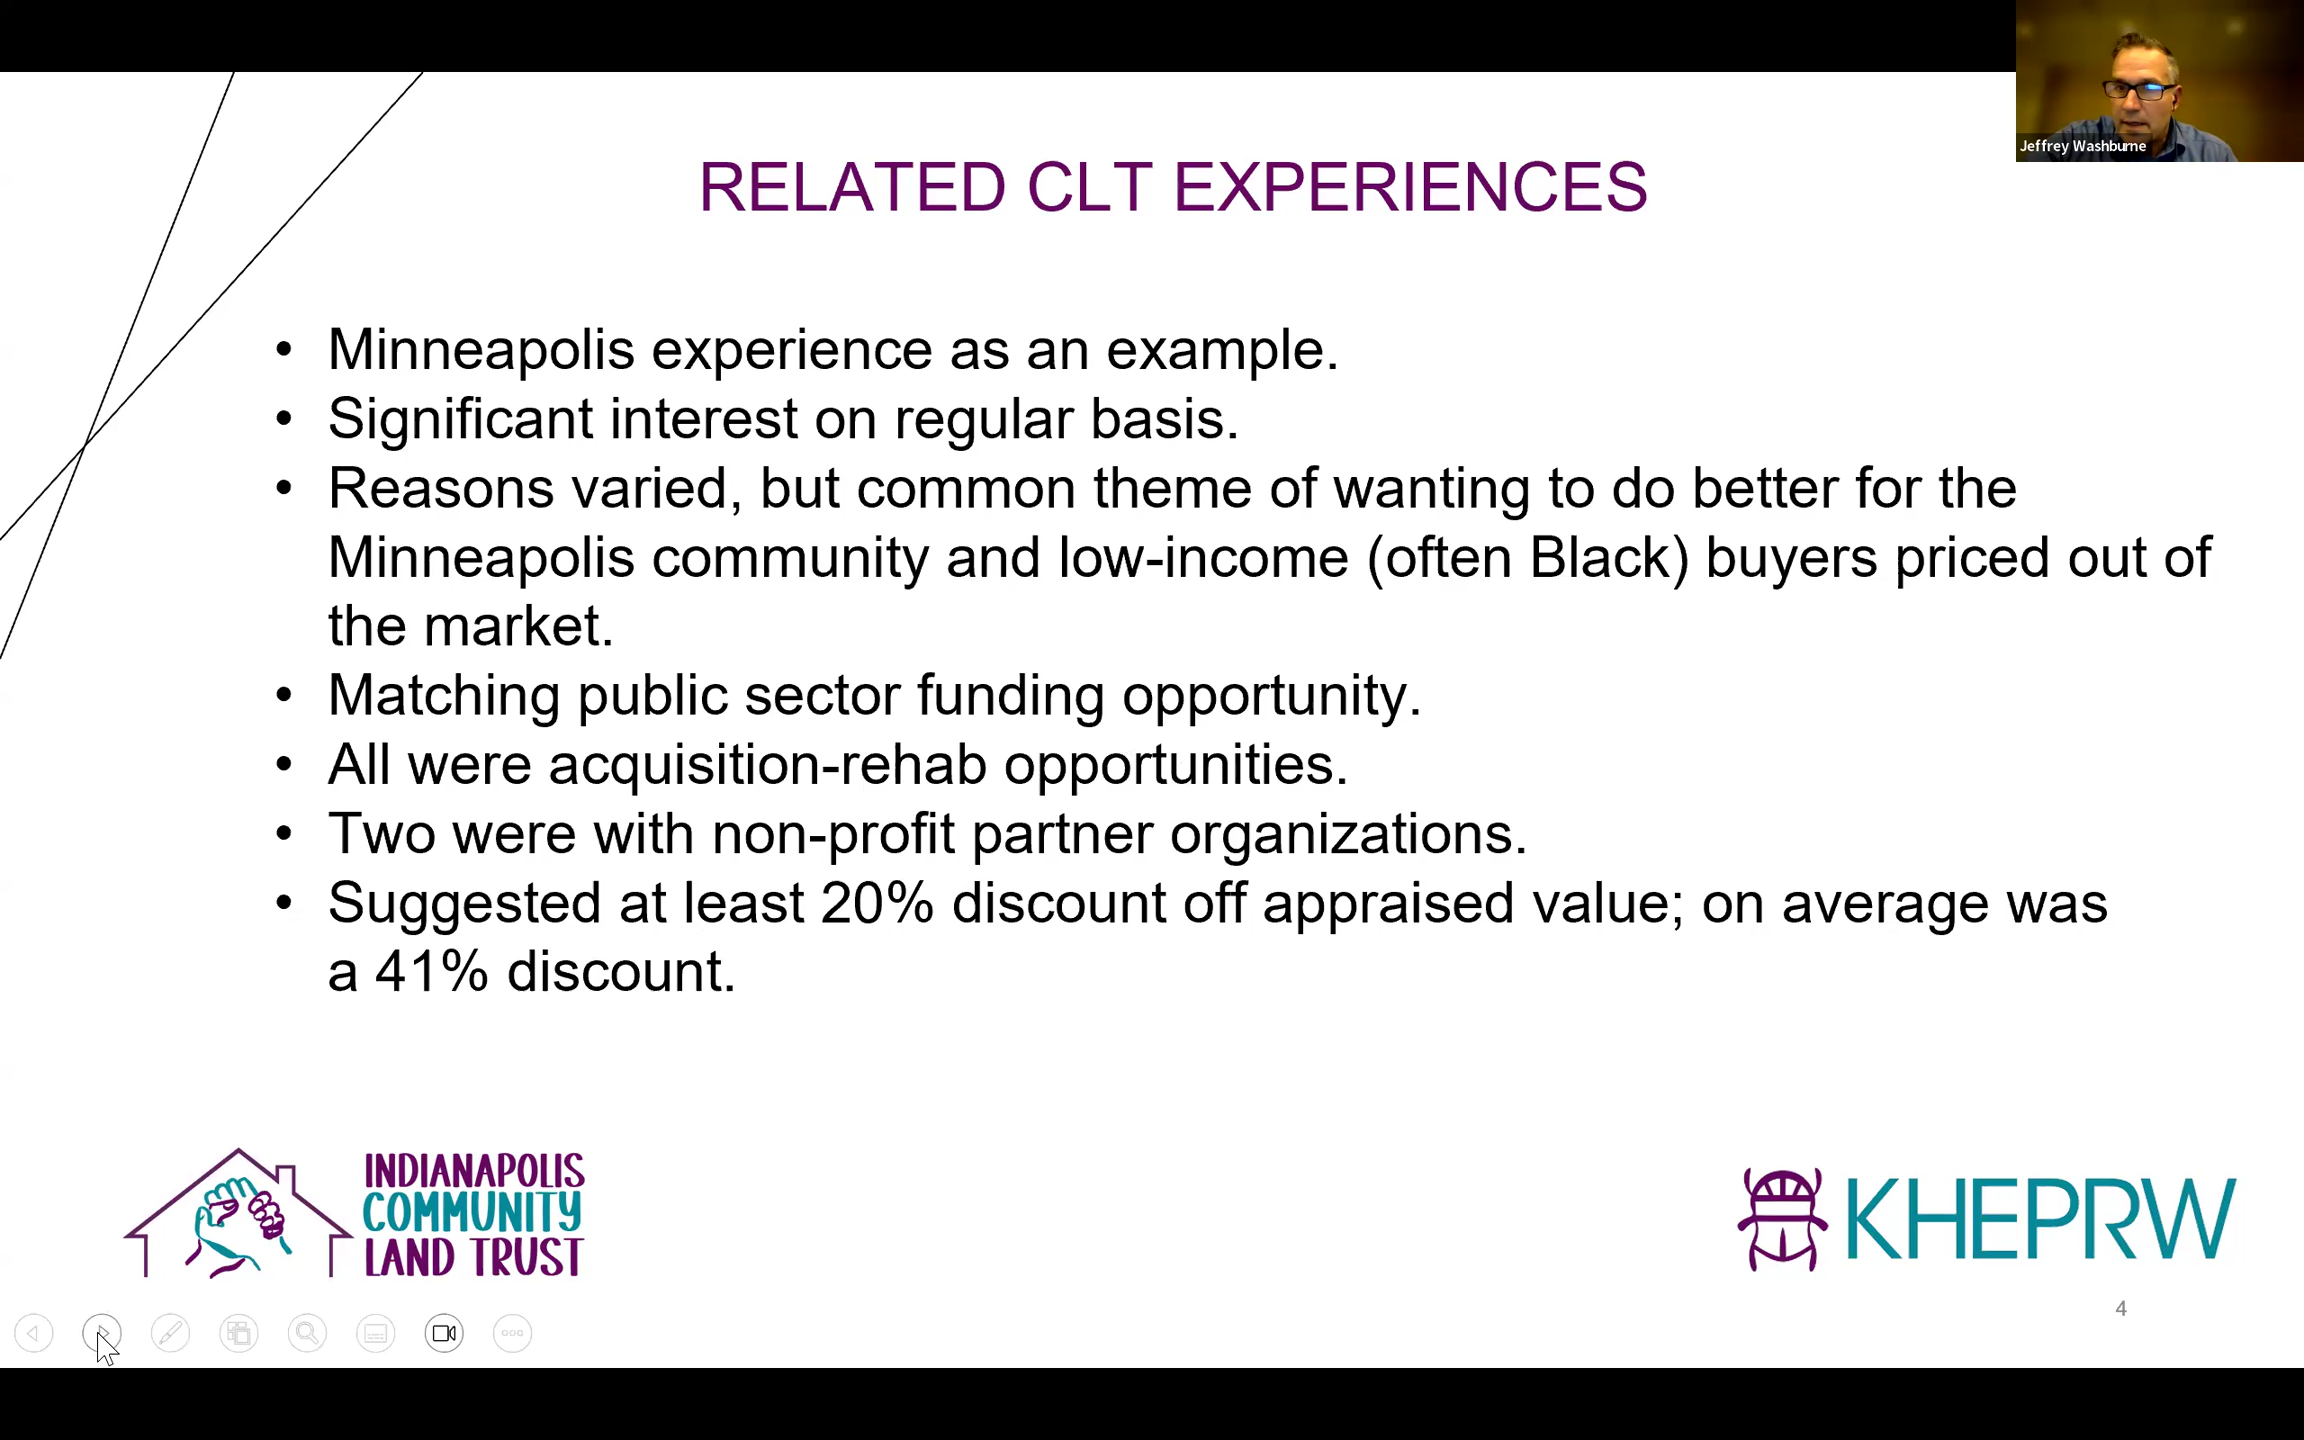 Jeffrey Washburne
RELATED CLT EXPERIENCES
• Minneapolis experience as an example.
• Significant interest on regular basis.
• Reasons varied, but common theme of wanting to do better for the
Minneapolis community and low-income (often Black) buyers priced out of
the market.
• Matching public sector funding opportunity.
• All were acquisition-rehab opportunities.
• Two were with non-profit partner organizations.
• Suggested at least 20% discount off appraised value; on average was
a 41% discount.
INDIANAPOLIS
COMMUNITY
LAND TRUST
KHEPRW
4